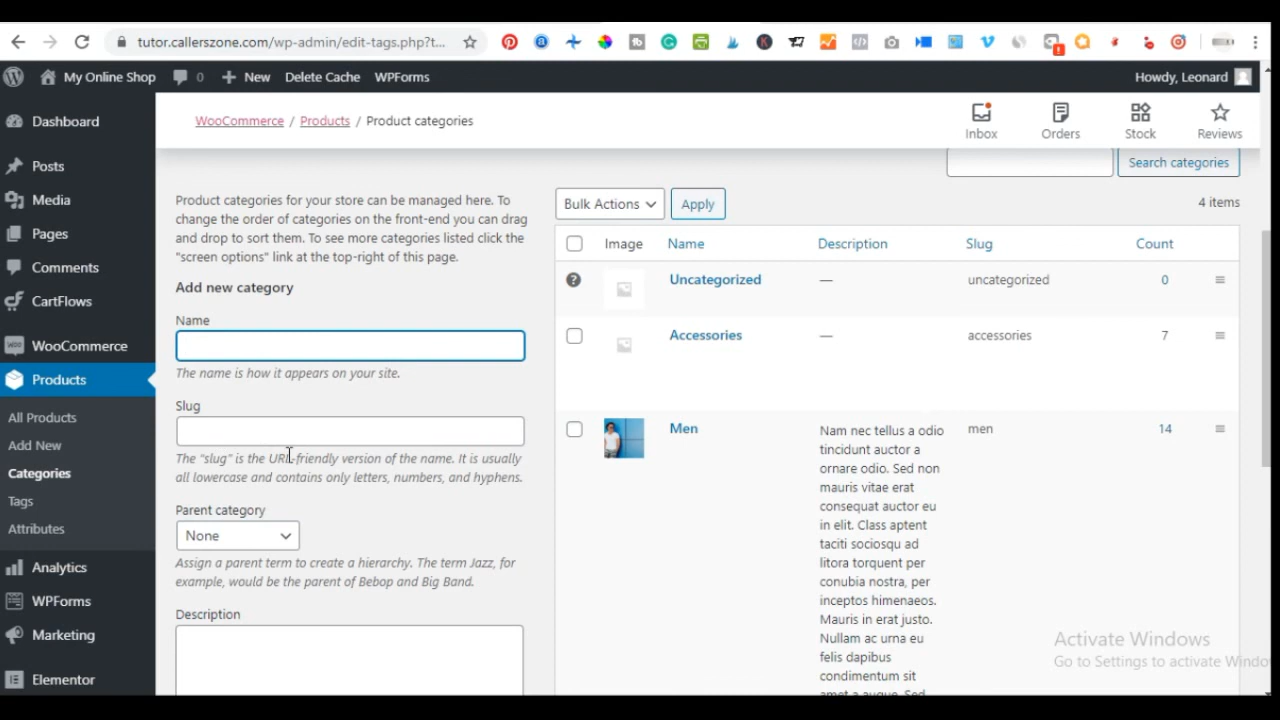 tutor.callerszone.com/wp-admin/edit-tags.php?t...
My Online Shop 0 New Delete Cache WPForms Howdy, Leonard
Dashboard
Posts
Media
Pages
Comments
CartFlows
WooCommerce
Products
All Products
Add New
Categories
Tags
Attributes
Analytics
WPForms
Marketing
Elementor
WooCommerce / Products / Product categories
Inbox Orders Stock Reviews
Product categories for your store can be managed here. To
change the order of categories on the front-end you can drag
and drop to sort them. To see more categories listed click the
"screen options" link at the top-right of this page.
Add new category
Name
The name is how it appears on your site.
Slug
The “slug” is the URL-friendly version of the name. It is usually
all lowercase and contains only letters, numbers, and hyphens.
Parent category
None
Assign a parent term to create a hierarchy. The term Jazz, for
example, would be the parent of Bebop and Big Band.
Description
Search categories
Bulk Actions Apply 4 items
Image Name Description Slug Count
Uncategorized — uncategorized 0
Accessories — accessories 7
Men men 14
Nam nec tellus a odio
tincidunt auctor a
ornare odio. Sed non
mauris vitae erat
consequat auctor eu
in elit. Class aptent
taciti sociosqu ad
litora torquent per
conubia nostra, per
inceptos himenaeos.
Mauris in erat justo.
Nullam ac urna eu
felis dapibus
condimentum sit
amet a augue. Sed
Activate Windows
Go to Settings to activate Windo